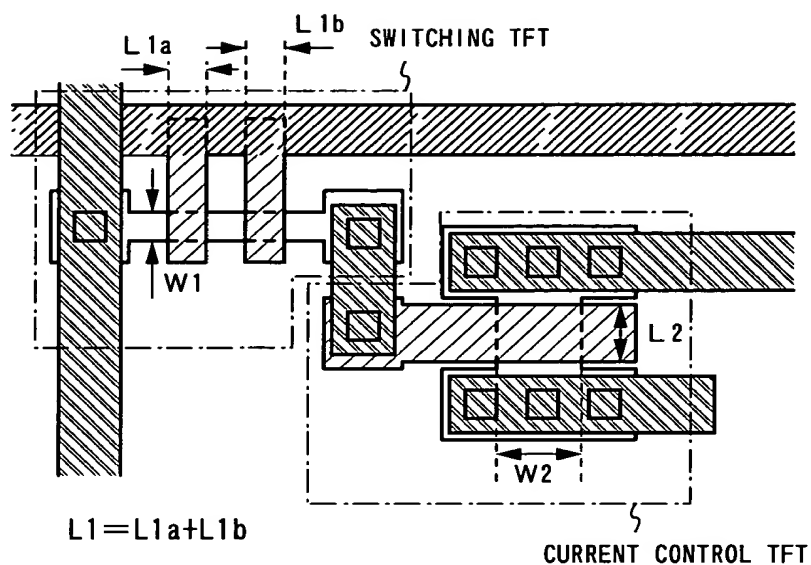 L1a
L1b
SWITCHING TFT
W1
L2
W2
L1=L1a+L1b
CURRENT CONTROL TFT